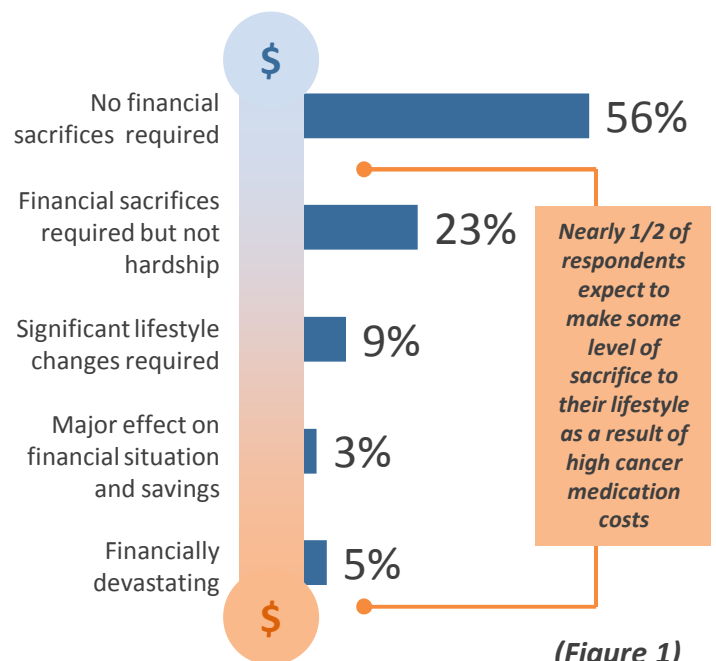 $
No financial
sacrifices required
56%
Financial sacrifices
required but not
hardship
23%
Significant lifestyle
changes required
9%
Major effect on
financial situation
and savings
3%
Financially
devastating
5%
$
Nearly 1/2 of
respondents
expect to
make some
level of
sacrifice to
their lifestyle
as a result of
high cancer
medication
costs
(Figure 1)